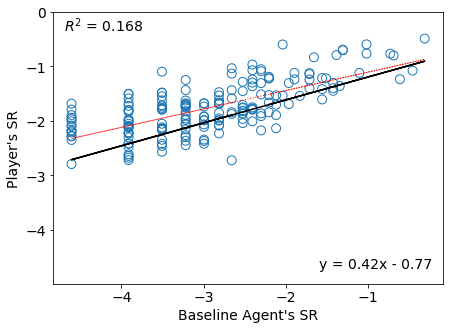 R² = 0.168
0
−1
−2
−3
−4
Player's SR
y = 0.42x - 0.77
−4
−3
−2
−1
Baseline Agent's SR